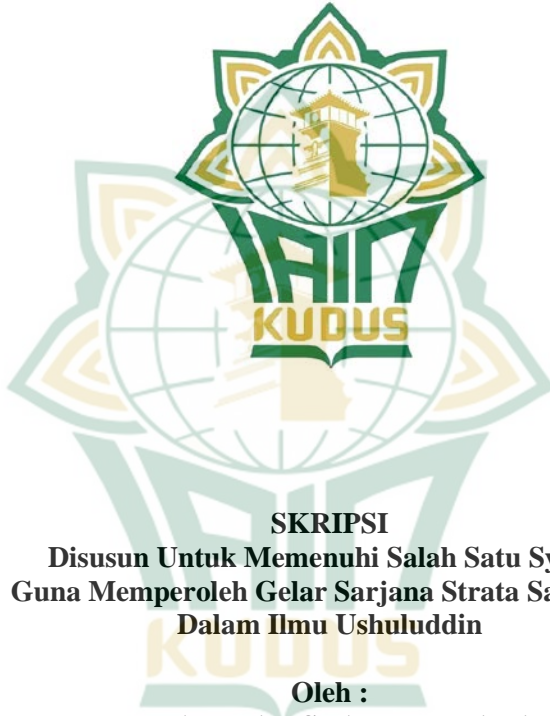 IAIN
KUDUS
SKRIPSI
Disusun Untuk Memenuhi Salah Satu
Guna Memperoleh Gelar Sarjana Strata
Dalam Ilmu Ushuluddin
Oleh :